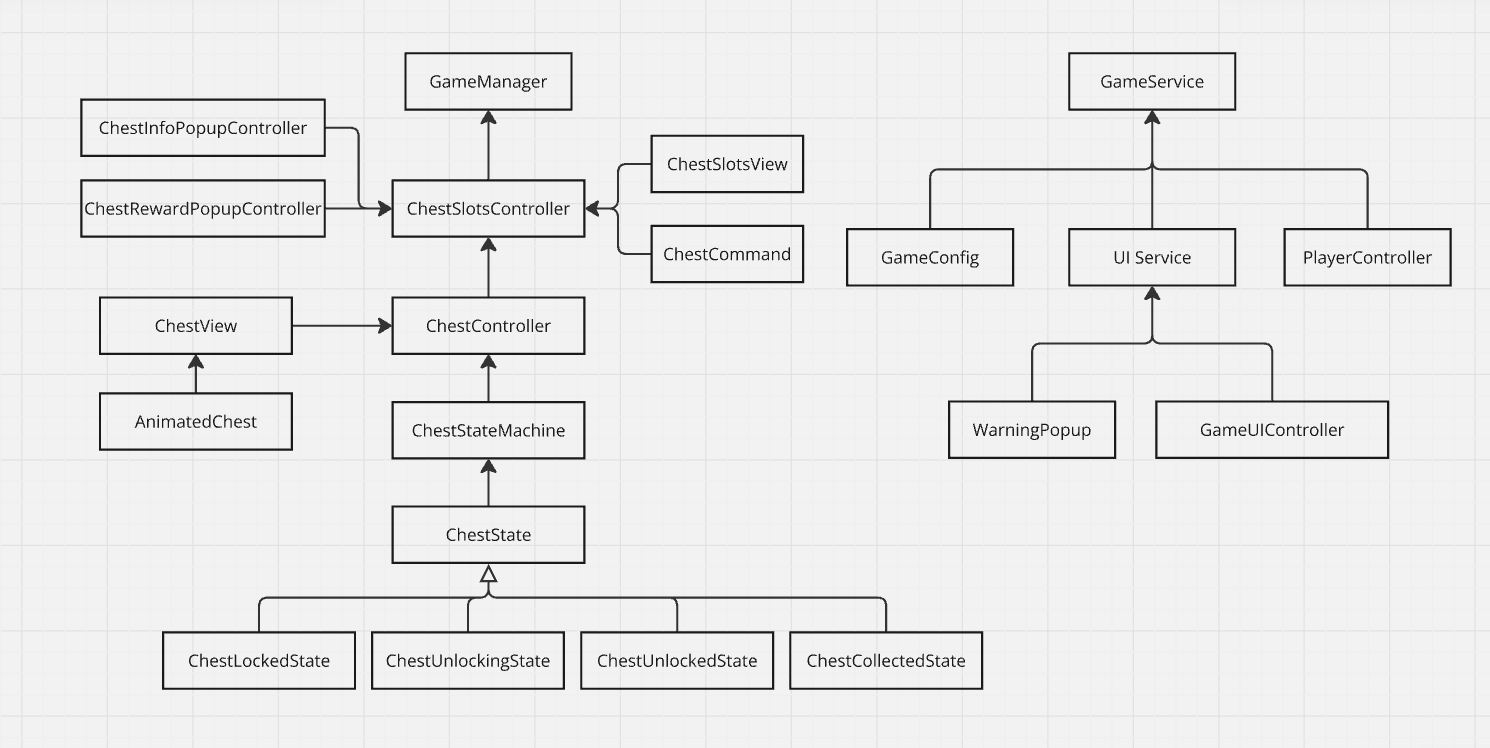 GameManager
GameService
ChestInfoPopupController
ChestSlotsView
ChestRewardPopupController
ChestSlotsController
ChestCommand
GameConfig
UI Service
PlayerController
ChestView
ChestController
AnimatedChest
ChestStateMachine
WarningPopup
GameUIController
ChestState
ChestLockedState
ChestUnlockingState
ChestUnlockedState
ChestCollectedState